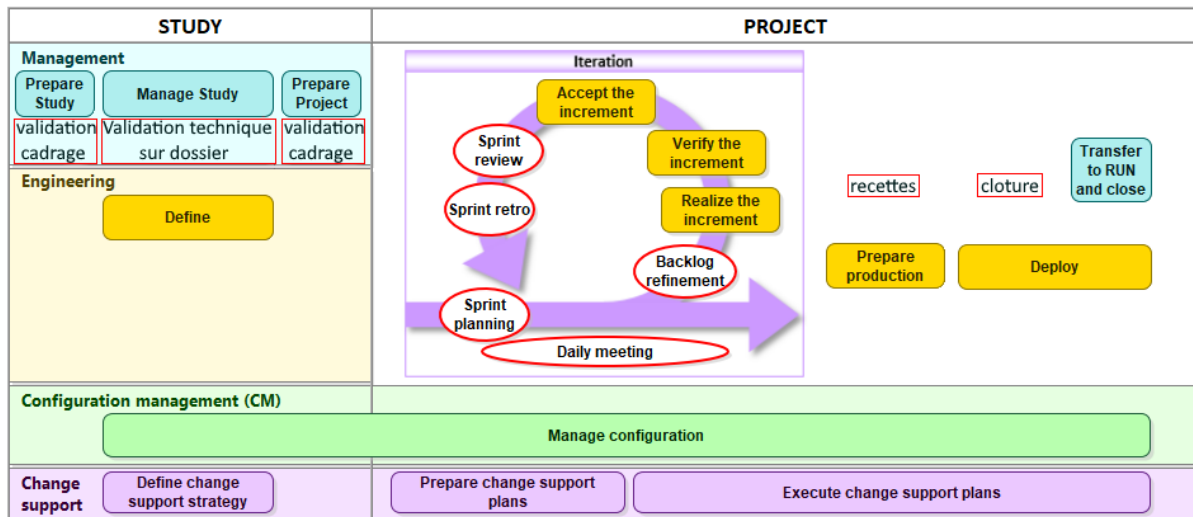 STUDY
PROJECT
Management
Prepare
Study
Manage Study
Prepare
Project
validation
cadrage
Validation technique
sur dossier
validation
cadrage
Engineering
Define
Iteration
Accept the
increment
Sprint
review
Verify the
increment
Sprint retro
Realize the
increment
Backlog
refinement
Sprint
planning
Daily meeting
recettes
cloture
Transfer
to RUN
and close
Prepare
production
Deploy
Configuration management (CM)
Manage configuration
Change
support
Define change
support strategy
Prepare change support
plans
Execute change support plans